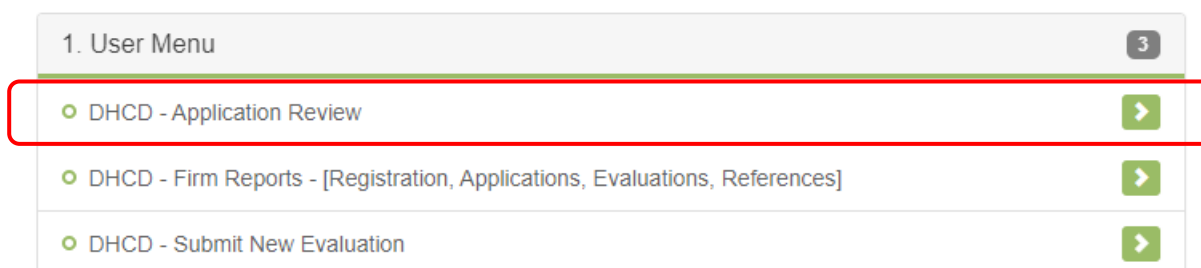 1. User Menu 3
DHCD - Application Review
DHCD - Firm Reports - [Registration, Applications, Evaluations, References]
DHCD - Submit New Evaluation